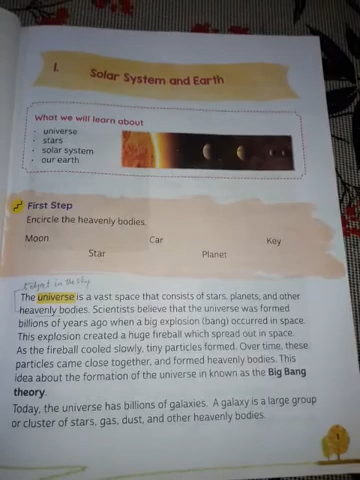 1.
Solar System and Earth
What we will learn about
· universe
· stars
· solar system
· our earth
First Step
Encircle the heavenly bodies.
Moon Car Key
Star Planet
object in the sky
The universe is a vast space that consists of stars, planets, and other
heavenly bodies. Scientists believe that the universe was formed
billions of years ago when a big explosion (bang) occurred in space.
This explosion created a huge fireball which spread out in space.
As the fireball cooled slowly, tiny particles formed. Over time, these
particles came close together, and formed heavenly bodies. This
idea about the formation of the universe in known as the Big Bang
theory.
Today, the universe has billions of galaxies. A galaxy is a large group
or cluster of stars, gas, dust, and other heavenly bodies.
1